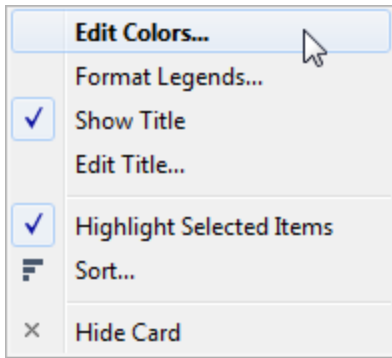 Edit Colors...
Format Legends...
Show Title
Edit Title...
Highlight Selected Items
Sort...
Hide Card